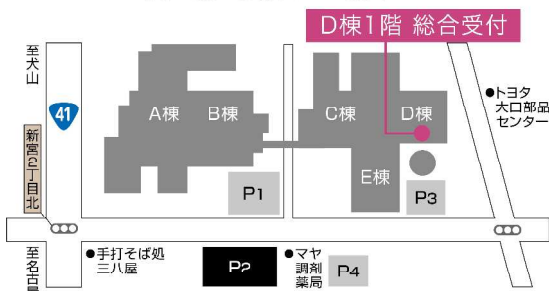 D棟1階 総合受付
至犬山
41
A棟
B棟
C棟
D棟
●トヨタ
大口部品
センター
新宮2丁目北
E棟
P1
P3
至名古屋
●手打そば処
三八屋
P2
●マヤ
調剤
薬局
P4